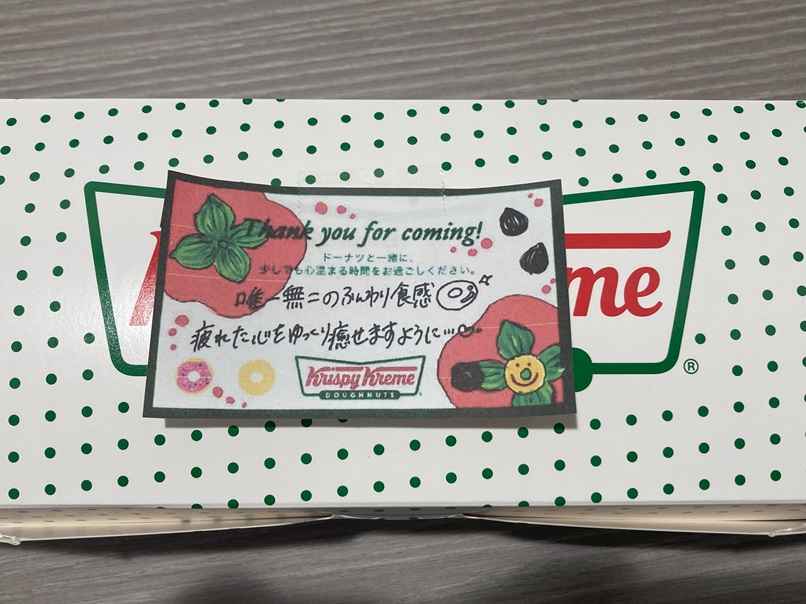 Thank you for coming!
ドーナツと一緒に、
少しでも心温まる時間をお過ごしください。
唯一無二のふんわり食感
疲れた心をゆっくり癒せますように…
Krispy Kreme
DOUGHNUTS
K
eme
®